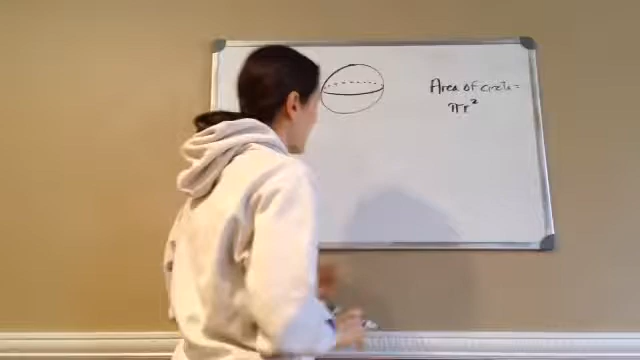 Area of circle =
πr²